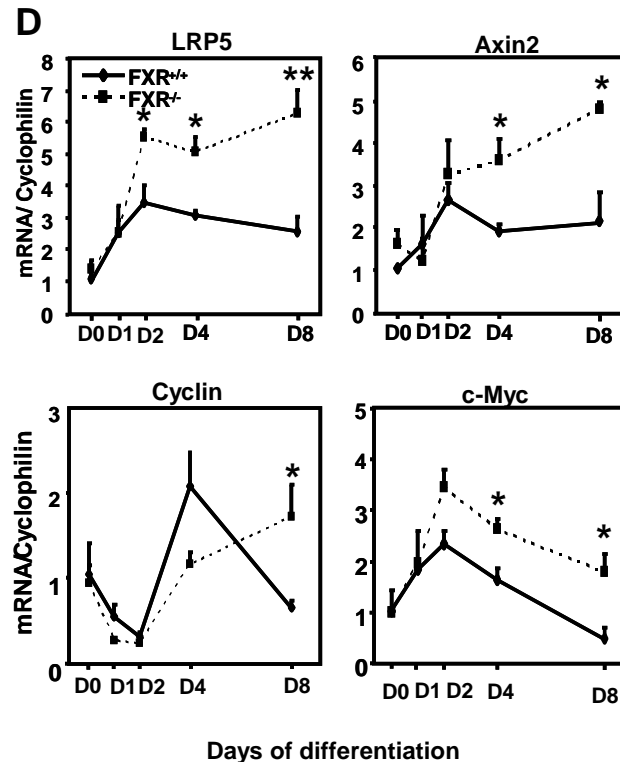 D
LRP5
Axin2
8
7
6
5
4
3
2
1
0
mRNA/ Cyclophilin
FXR+/+
FXR-/-
*
*
**
D0 D1 D2 D4 D8
6
5
4
3
2
1
0
*
*
D0 D1 D2 D4 D8
Cyclin
c-Myc
3
2
1
0
mRNA/Cyclophilin
*
D0 D1 D2 D4 D8
5
4
3
2
1
0
*
*
D0 D1 D2 D4 D8
Days of differentiation